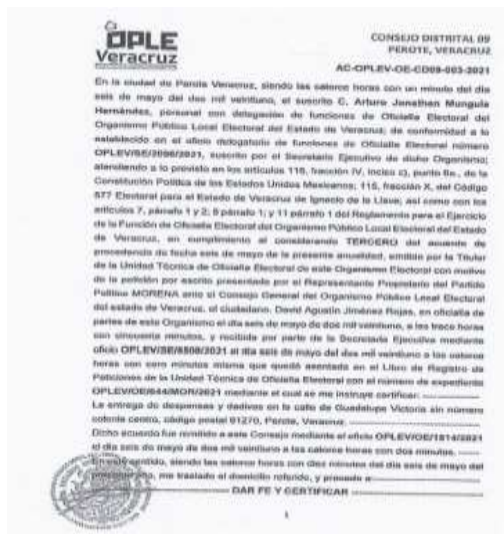 OPLE
Veracruz
CONSEJO DISTRITAL 09
PEROTE, VERACRUZ
AC-OPLEV-OE-CD09-003-2021
En la ciudad de Perote Veracruz, siendo las catorce horas con un minuto del día
seis de mayo del dos mil veintiuno, el suscrito C. Arturo Jonathan Munguía
Hernández, personal con delegación de funciones de Oficialía Electoral del
Organismo Público Local Electoral del Estado de Veracruz; de conformidad a lo
establecido en el oficio delegatorio de funciones de Oficialía Electoral número
suscrito por el Secretario Ejecutivo de dicho Organismo;
atendiendo a lo previsto en los artículos 116, fracción IV, inciso c), punto 6o., de la
Constitución Política de los Estados Unidos Mexicanos; 115, fracción X, del Código
577 Electoral para el Estado de Veracruz de Ignacio de la Llave; así como con los
artículos 7, párrafo 1 y 2; 8 párrafo 1; y 11 párrafo 1 del Reglamento para el Ejercicio
de la Función de Oficialía Electoral del Organismo Público Local Electoral del Estado
de Veracruz, en cumplimiento al considerando TERCERO del acuerdo de
procedencia de fecha seis de mayo de la presente anualidad, emitido por la Titular
de la Unidad Técnica de Oficialía Electoral de este Organismo Electoral con motivo
de la petición por escrito presentada por el Representante Propietario del Partido
Político MORENA ante el Consejo General del Organismo Público Local Electoral
del estado de Veracruz, el ciudadano. David Agustín Jiménez Rojas, en oficialía de
partes de este Organismo el día seis de mayo de dos mil veintiuno, a las trece horas
con cincuenta minutos, y recibida por parte de la Secretaría Ejecutiva mediante
oficio OPLEV/SE/8508/2021 el día seis de mayo del dos mil veintiuno a las catorce
horas con cero minutos misma que quedó asentada en el Libro de Registro de
Peticiones de la Unidad Técnica de Oficialía Electoral con el número de expediente
OPLEV/OE/644/MOR/2021 mediante el cual se me instruye certificar:
La entrega de despensas y dadivas en la calle de Guadalupe Victoria sin número
colonia centro, código postal 91270, Perote, Veracruz.
Dicho acuerdo fue remitido a este Consejo mediante el oficio OPLEV/OE/1814/2021
el día seis de mayo de dos mil veintiuno a las catorce horas con dos minutos.
En este sentido, siendo las catorce horas con diez minutos del día seis de mayo del
me traslado al domicilio referido, y procedo a
DAR FE Y CERTIFICAR
1